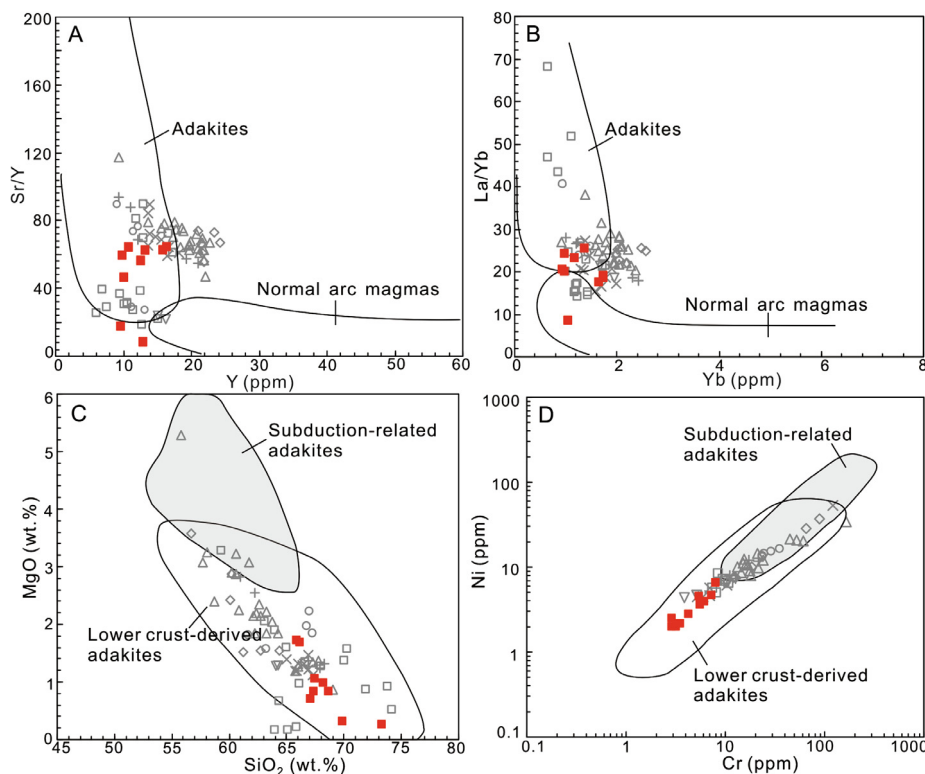 A
200
160
120
80
40
0
Sr/Y
Adakites
Normal arc magmas
0 10 20 30 40 50 60
Y (ppm)
B
80
70
60
50
40
30
20
10
0
La/Yb
Adakites
Normal arc magmas
0 2 4 6 8
Yb (ppm)
C
6
5
4
3
2
1
0
MgO (wt.%)
Subduction-related
adakites
Lower crust-derived
adakites
45 50 55 60 65 70 75 80
SiO2 (wt.%)
D
1000
100
10
1
0.1
Ni (ppm)
Subduction-related
adakites
Lower crust-derived
adakites
0.1 1 10 100 1000
Cr (ppm)